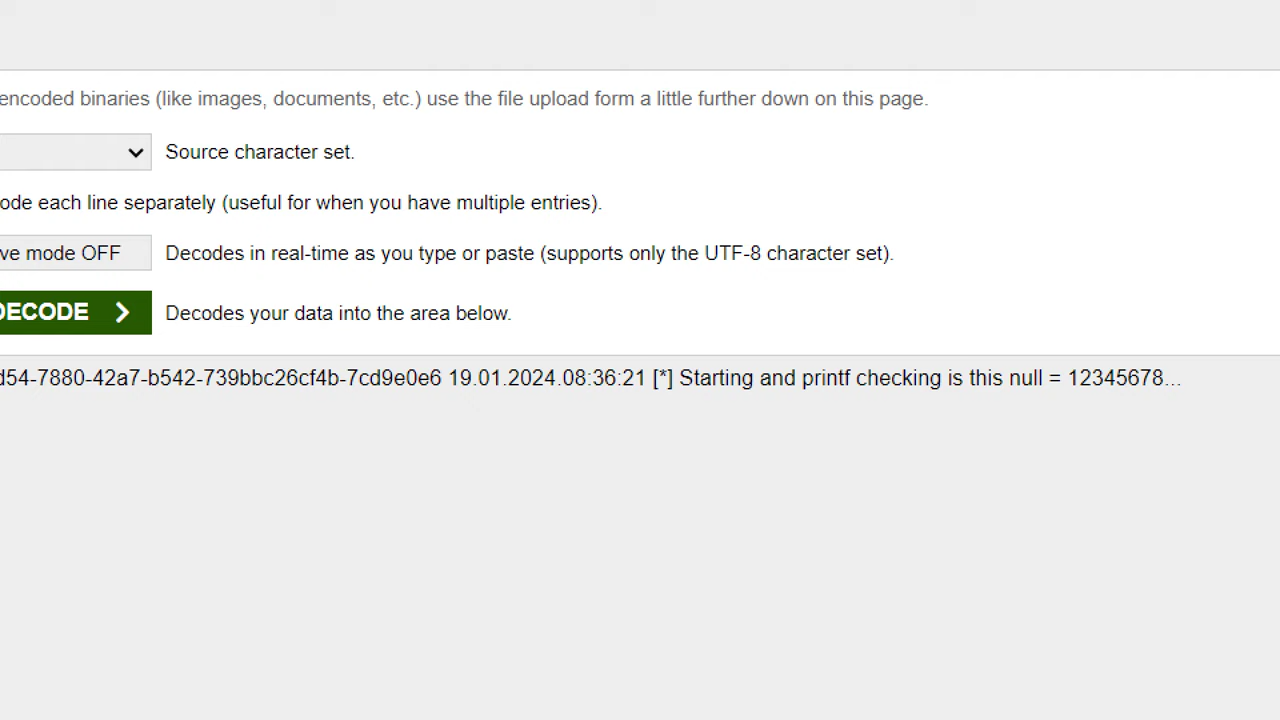 encoded binaries (like images, documents, etc.) use the file upload form a little further down on this page.
Source character set.
ode each line separately (useful for when you have multiple entries).
ve mode OFF Decodes in real-time as you type or paste (supports only the UTF-8 character set).
DECODE Decodes your data into the area below.
d54-7880-42a7-b542-739bbc26cf4b-7cd9e0e6 19.01.2024.08:36:21 [*] Starting and printf checking is this null = 12345678...